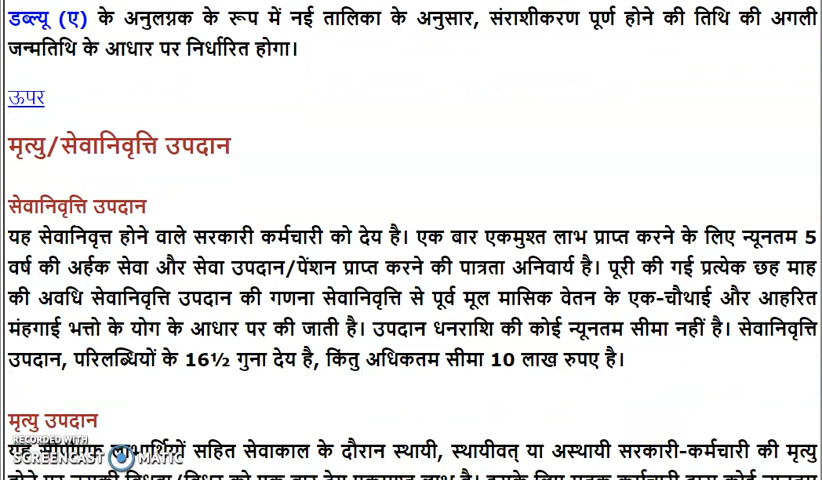 डब्ल्यू (ए) के अनुलग्नक के रूप में नई तालिका के अनुसार, संराशीकरण पूर्ण होने की तिथि की अगली
जन्मतिथि के आधार पर निर्धारित होगा।
ऊपर
मृत्यु/सेवानिवृत्ति उपदान
सेवानिवृत्ति उपदान
यह सेवानिवृत्त होने वाले सरकारी कर्मचारी को देय है। एक बार एकमुश्त लाभ प्राप्त करने के लिए न्यूनतम 5
वर्ष की अर्हक सेवा और सेवा उपदान/पेंशन प्राप्त करने की पात्रता अनिवार्य है। पूरी की गई प्रत्येक छह माह
की अवधि सेवानिवृत्ति उपदान की गणना सेवानिवृत्ति से पूर्व मूल मासिक वेतन के एक-चौथाई और आहरित
मंहगाई भत्तो के योग के आधार पर की जाती है। उपदान धनराशि की कोई न्यूनतम सीमा नहीं है। सेवानिवृत्ति
उपदान, परिलब्धियों के 16½ गुना देय है, किंतु अधिकतम सीमा 10 लाख रुपए है।
मृत्यु उपदान
RECORDED WITH
यह लाभार्थियों सहित सेवाकाल के दौरान स्थायी, स्थायीवत् या अस्थायी सरकारी-कर्मचारी की मृत्यु
SCREENCAST MATIC